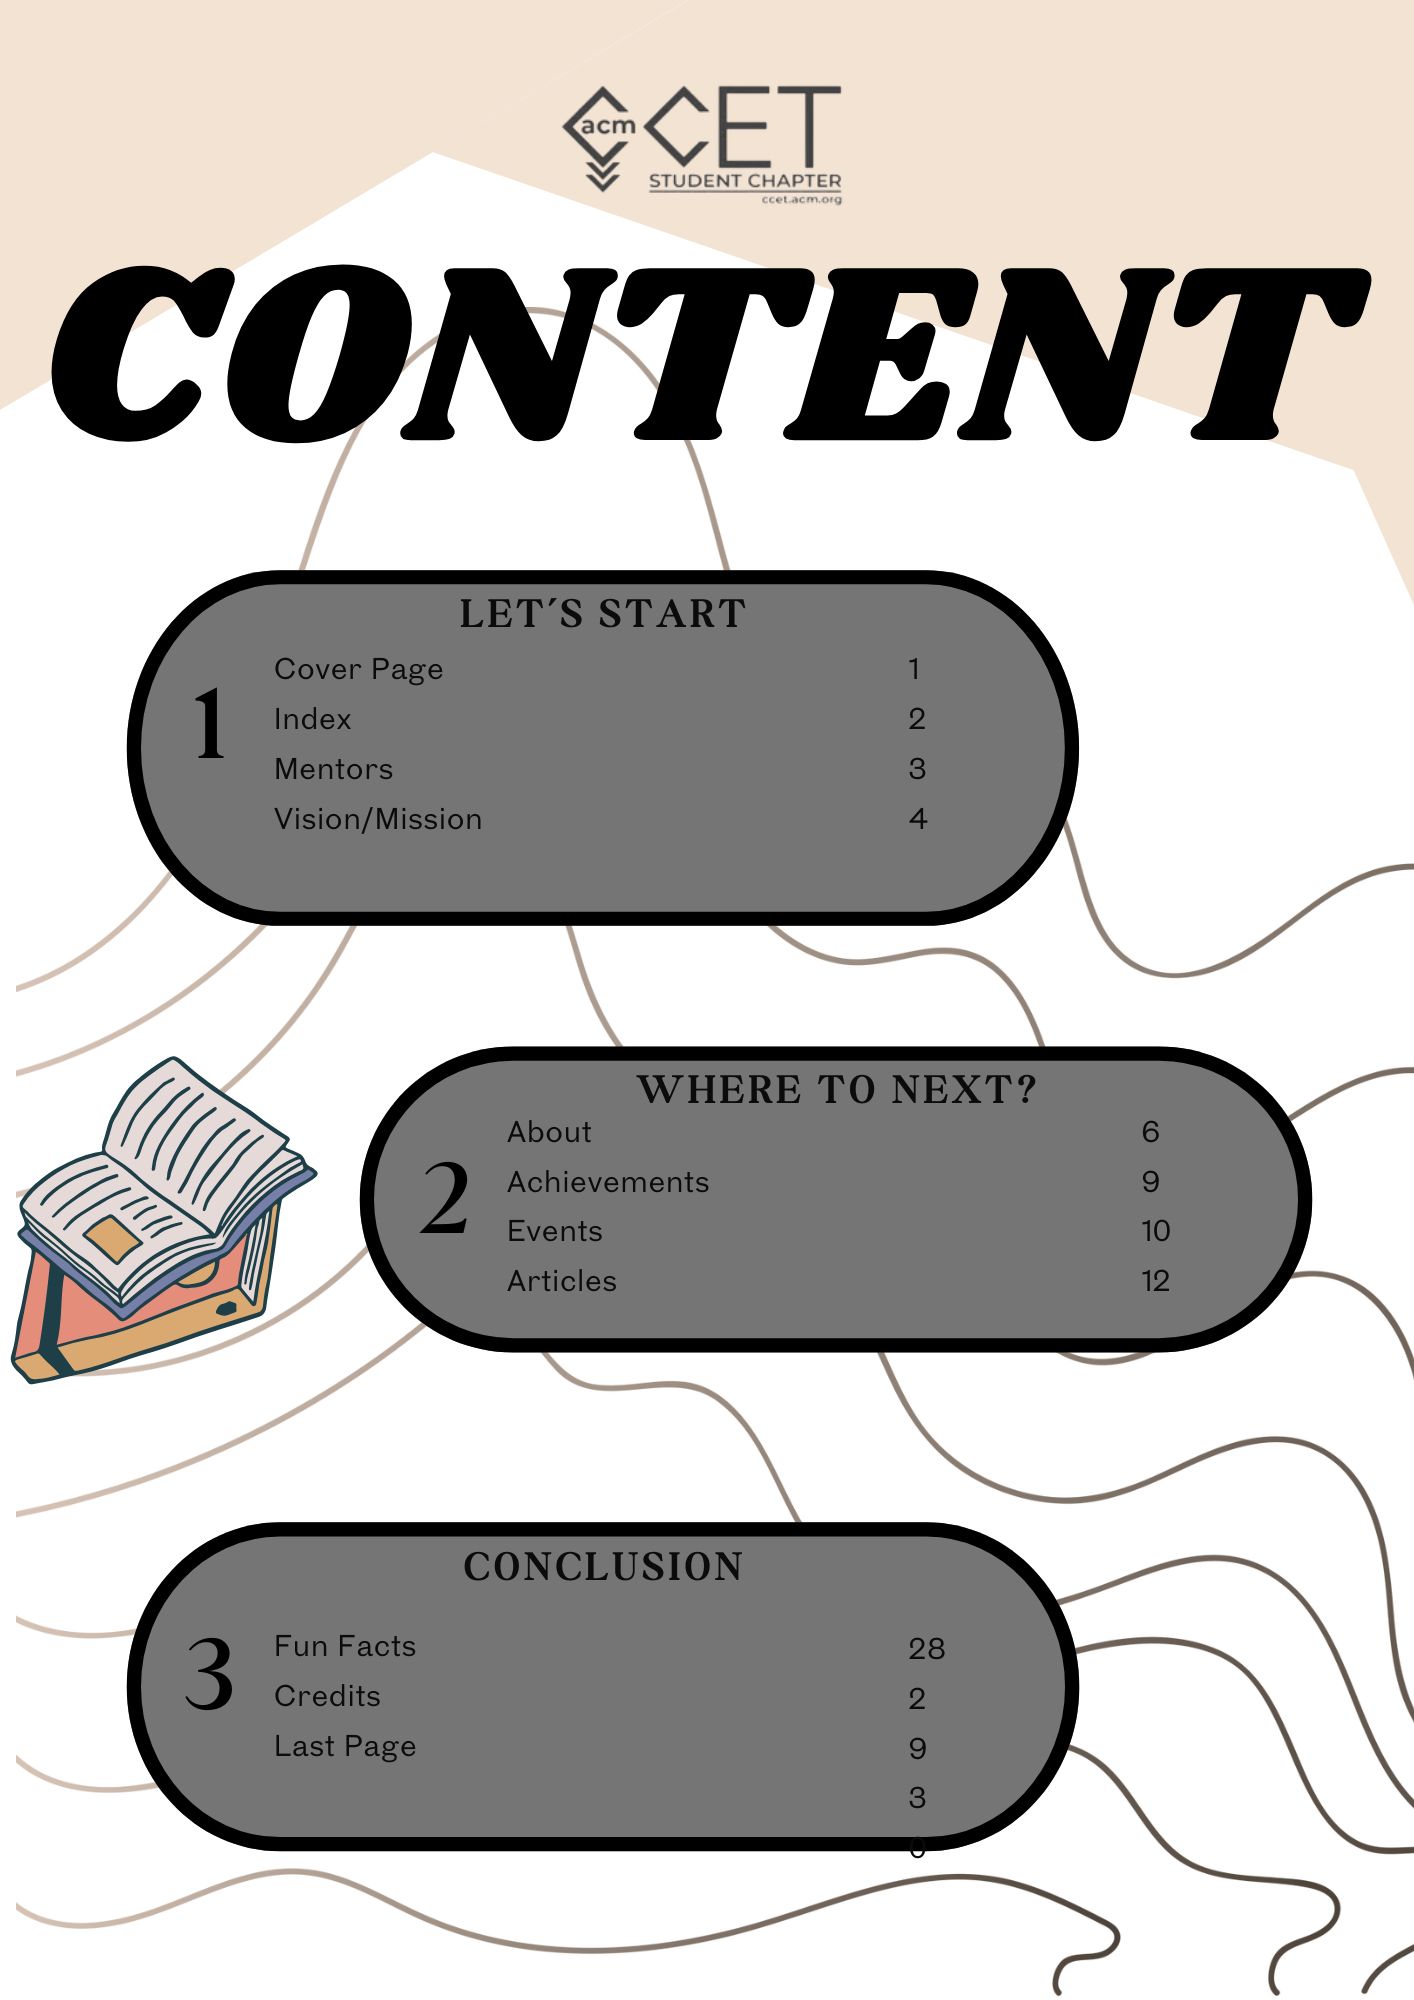 acm CCET
STUDENT CHAPTER
ccet.acm.org
CONTENT
LET´S START
1
Cover Page 1
Index 2
Mentors 3
Vision/Mission 4
WHERE TO NEXT?
2
About 6
Achievements 9
Events 10
Articles 12
CONCLUSION
3
Fun Facts 28
Credits 2
Last Page 9
3
0